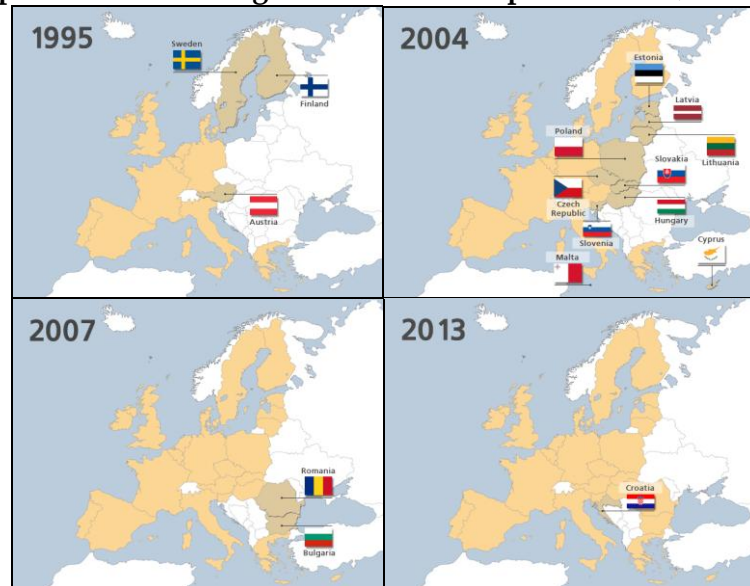 1995
Sweden
Finland
Austria
2004
Estonia
Latvia
Lithuania
Poland
Slovakia
Czech
Republic
Hungary
Slovenia
Malta
Cyprus
2007
Romania
Bulgaria
2013
Croatia